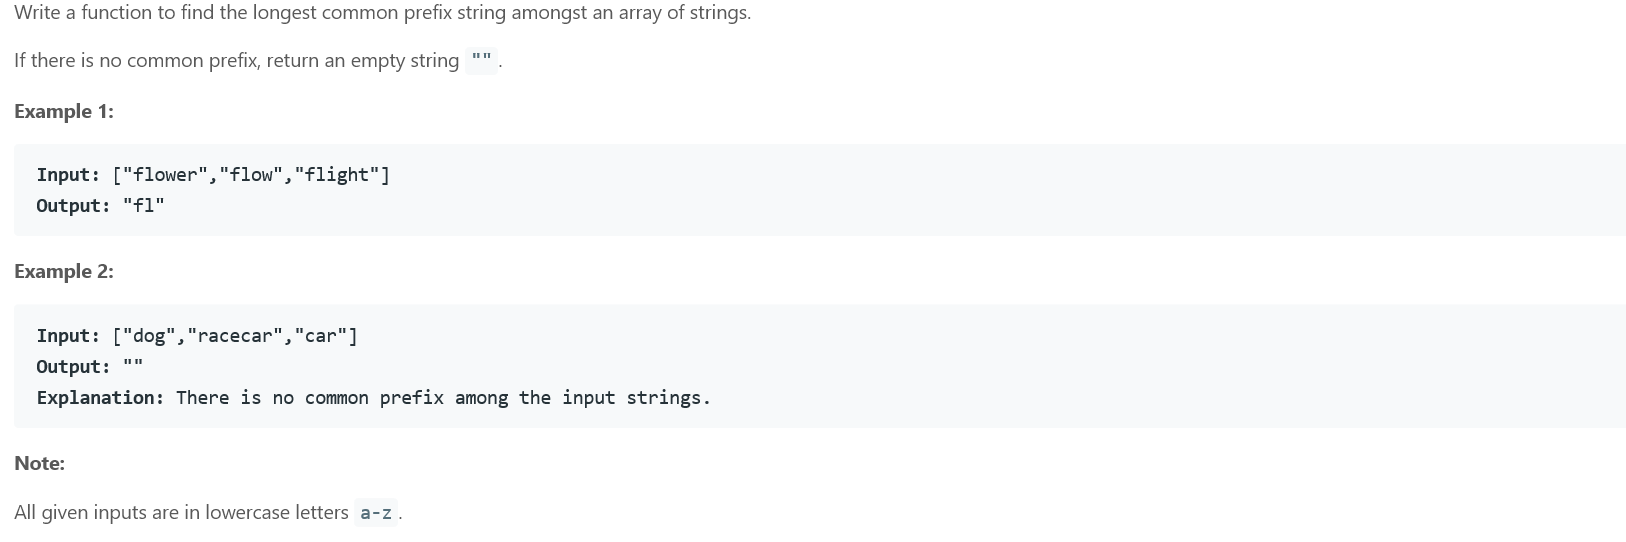 Write a function to find the longest common prefix string amongst an array of strings.
If there is no common prefix, return an empty string "".
Example 1:
Input: ["flower","flow","flight"]
Output: "fl"
Example 2:
Input: ["dog","racecar","car"]
Output: ""
Explanation: There is no common prefix among the input strings.
Note:
All given inputs are in lowercase letters a-z.